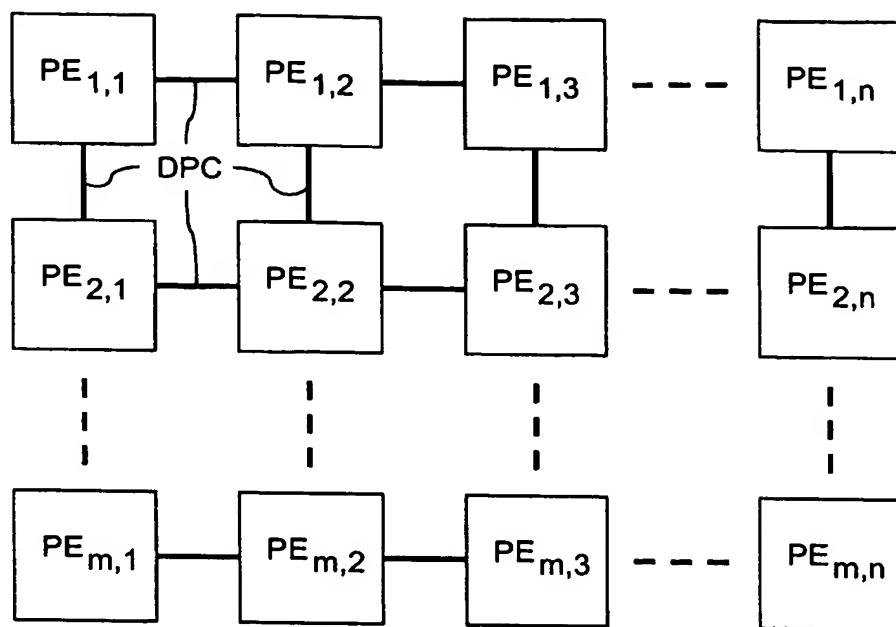 PE1,1 PE1,2 PE1,3 PE1,n
DPC
PE2,1 PE2,2 PE2,3 PE2,n
PEm,1 PEm,2 PEm,3 PEm,n